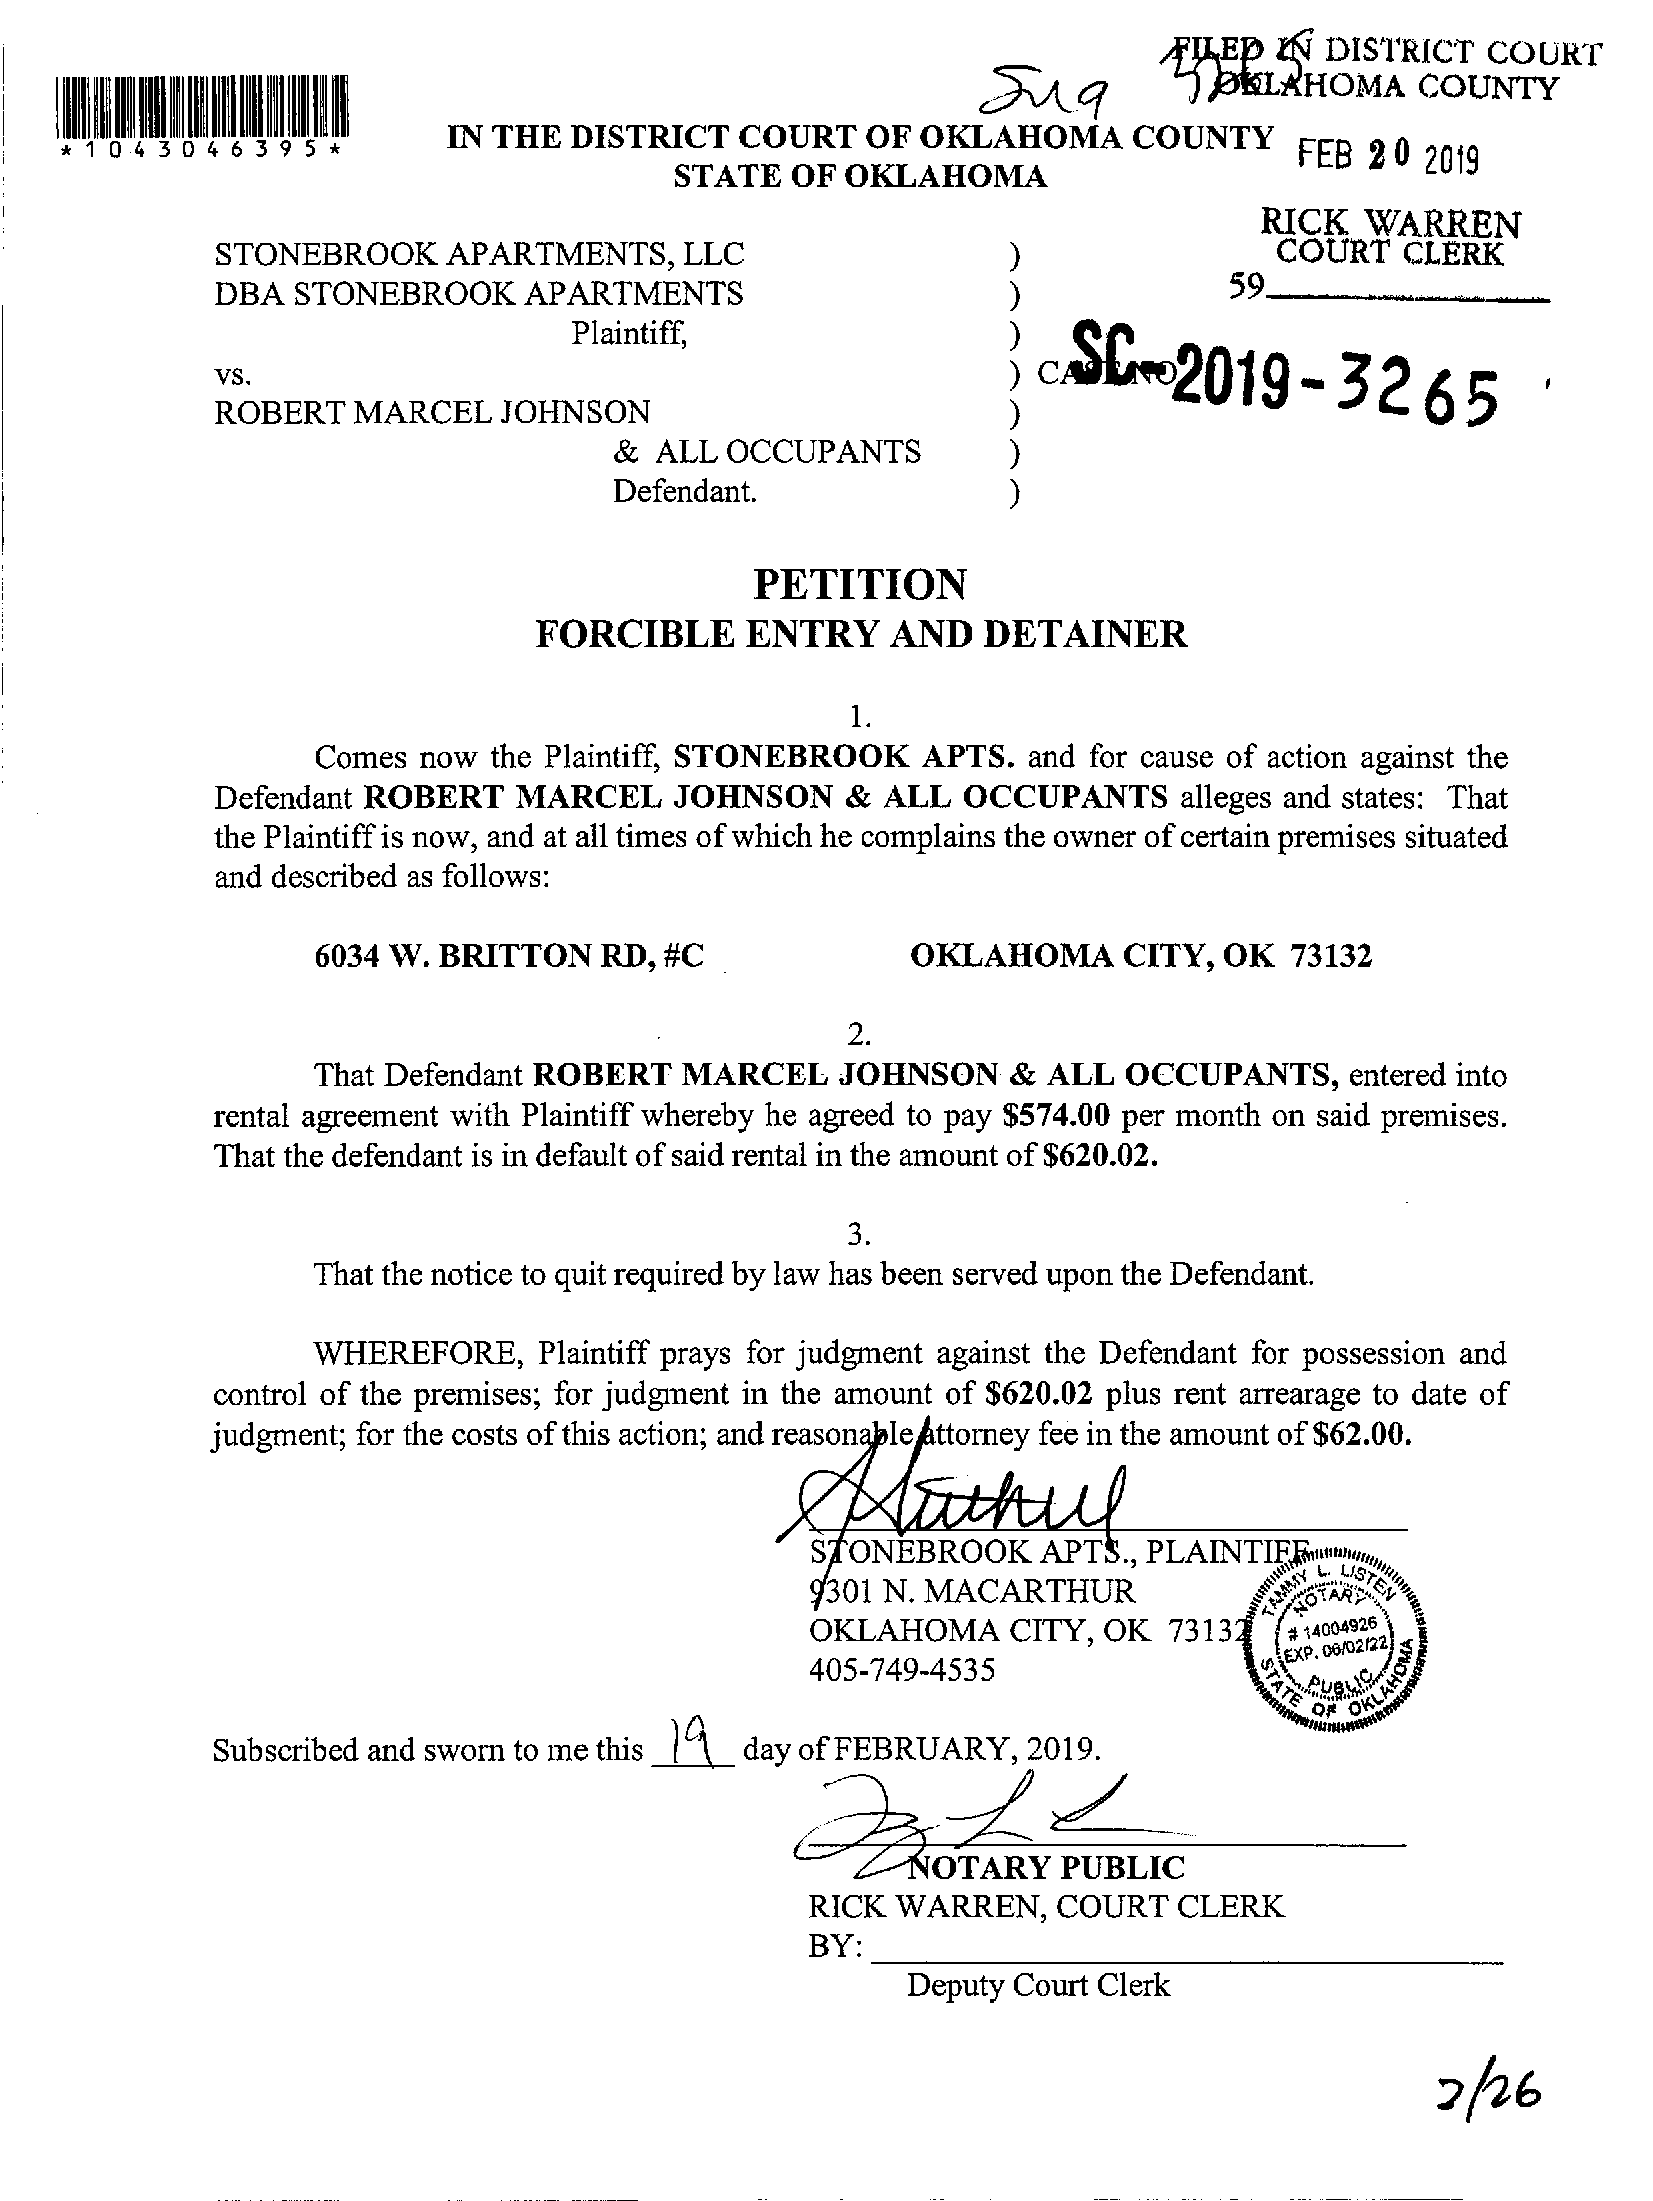 FILED IN DISTRICT COURT
OKLAHOMA COUNTY
*1043046395*
IN THE DISTRICT COURT OF OKLAHOMA COUNTY
STATE OF OKLAHOMA
FEB 20 2019
RICK WARREN
COURT CLERK
59
STONEBROOK APARTMENTS, LLC )
DBA STONEBROOK APARTMENTS )
Plaintiff, )
vs. ) CASE NO SC-2019-3265
ROBERT MARCEL JOHNSON )
& ALL OCCUPANTS )
Defendant. )
PETITION
FORCIBLE ENTRY AND DETAINER
1.
Comes now the Plaintiff, STONEBROOK APTS. and for cause of action against the
Defendant ROBERT MARCEL JOHNSON & ALL OCCUPANTS alleges and states: That
the Plaintiff is now, and at all times of which he complains the owner of certain premises situated
and described as follows:
6034 W. BRITTON RD, #C OKLAHOMA CITY, OK 73132
2.
That Defendant ROBERT MARCEL JOHNSON & ALL OCCUPANTS, entered into
rental agreement with Plaintiff whereby he agreed to pay $574.00 per month on said premises.
That the defendant is in default of said rental in the amount of $620.02.
3.
That the notice to quit required by law has been served upon the Defendant.
WHEREFORE, Plaintiff prays for judgment against the Defendant for possession and
control of the premises; for judgment in the amount of $620.02 plus rent arrearage to date of
judgment; for the costs of this action; and reasonable attorney fee in the amount of $62.00.
STONEBROOK APTS., PLAINTIFF
9301 N. MACARTHUR
OKLAHOMA CITY, OK 73132
405-749-4535
TAMMY L. LISTEN
NOTARY
# 14004926
EXP. 06/02/22
PUBLIC
STATE OF OKLAHOMA
Subscribed and sworn to me this 19 day of FEBRUARY, 2019.
NOTARY PUBLIC
RICK WARREN, COURT CLERK
BY:
Deputy Court Clerk
2/26